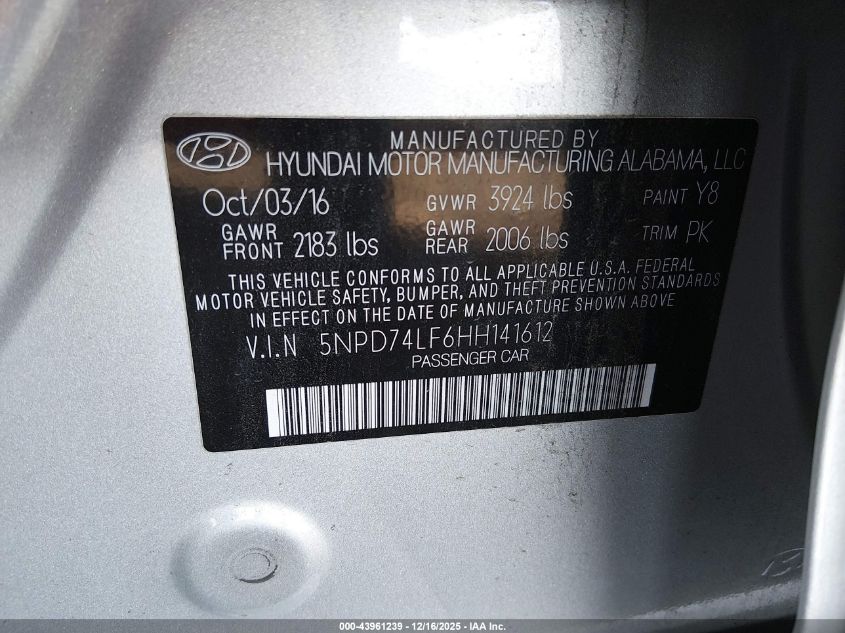 MANUFACTURED BY
HYUNDAI MOTOR MANUFACTURING ALABAMA, LLC
Oct/03/16 GVWR 3924 lbs PAINT Y8
GAWR FRONT 2183 lbs GAWR REAR 2006 lbs TRIM PK
THIS VEHICLE CONFORMS TO ALL APPLICABLE U.S.A. FEDERAL
MOTOR VEHICLE SAFETY, BUMPER, AND THEFT PREVENTION STANDARDS
IN EFFECT ON THE DATE OF MANUFACTURE SHOWN ABOVE
V.I.N 5NPD74LF6HH141612
PASSENGER CAR
000-43961239 - 12/16/2025 - IAA Inc.